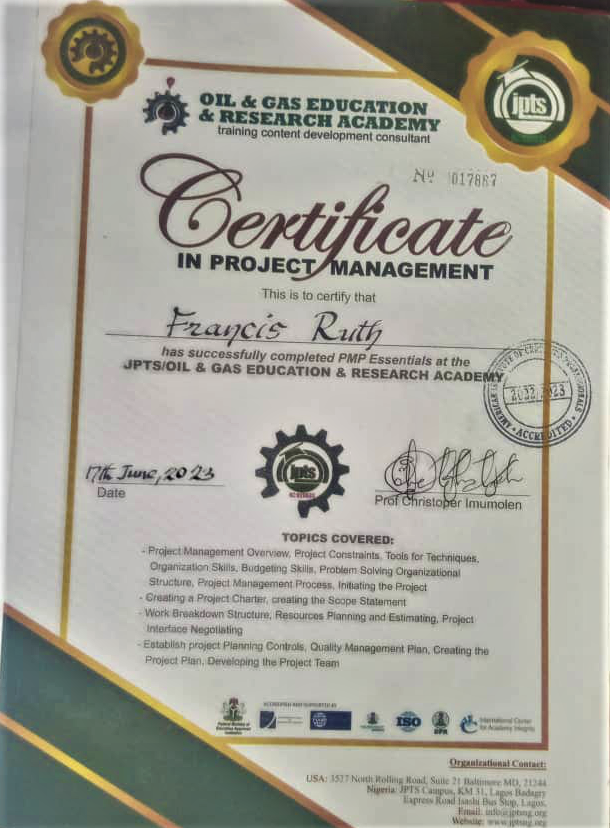 jpts
OIL & GAS EDUCATION
& RESEARCH ACADEMY
training content development consultant
Nº 017887
Certificate
IN PROJECT MANAGEMENT
This is to certify that
Francis Ruth
has successfully completed PMP Essentials at the
JPTS/OIL & GAS EDUCATION & RESEARCH ACADEMY
2022 2023
ACCREDITED
17th June, 2023
Date
jpts
Prof Christoper Imumolen
TOPICS COVERED:
- Project Management Overview, Project Constraints, Tools for Techniques,
Organization Skills, Budgeting Skills, Problem Solving Organizational
Structure, Project Management Process, Initiating the Project
- Creating a Project Charter, creating the Scope Statement
- Work Breakdown Structure, Resources Planning and Estimating, Project
Interface Negotiating
- Establish project Planning Controls, Quality Management Plan, Creating the
Project Plan, Developing the Project Team
ACCREDITED AND SUPPORTED BY
ISO
DPR
International Center
for Academy Integrity
Organizational Contact:
USA: 3527 North Rolling Road, Suite 21 Baltimore MD, 21244
Nigeria: JPTS Campus, KM 31, Lagos Badagry
Express Road Isashi Bus Stop, Lagos.
Email: info@jptsng.org
Website: www.jptsng.org